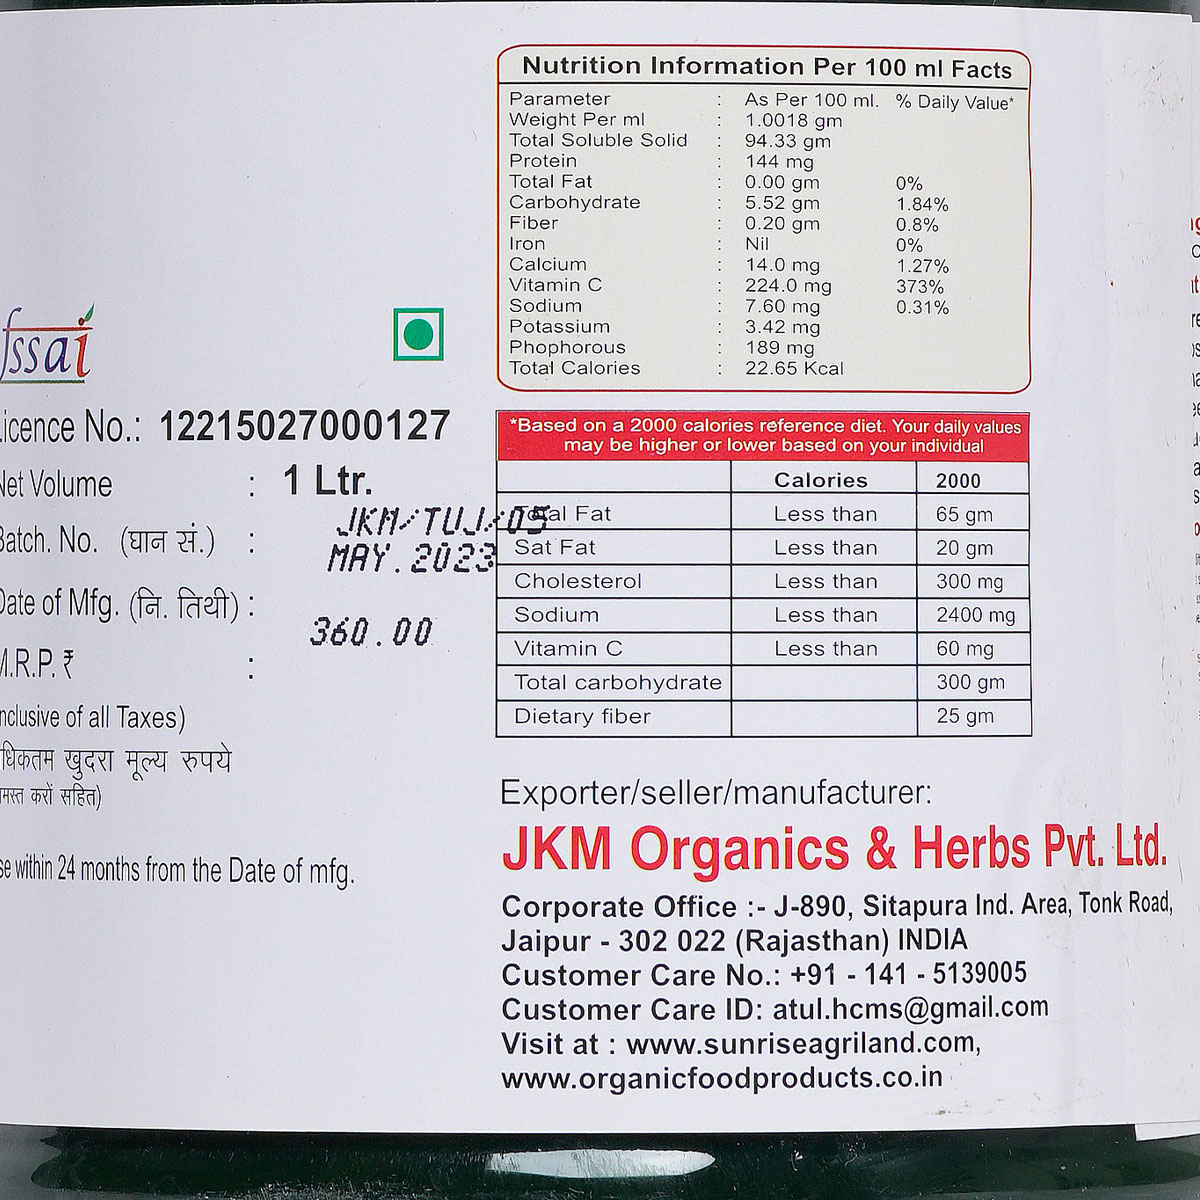 fssai
Licence No.: 12215027000127
Net Volume : 1 Ltr.
Batch. No. (घान सं.) : JKM/TUJ/05
MAY.2023
Date of Mfg. (नि. तिथी) :
360.00
M.R.P. ₹ :
nclusive of all Taxes)
धिकतम खुदरा मूल्य रुपये
मस्त करों सहित)
se within 24 months from the Date of mfg.
Nutrition Information Per 100 ml Facts
Parameter : As Per 100 ml. % Daily Value*
Weight Per ml : 1.0018 gm
Total Soluble Solid : 94.33 gm
Protein : 144 mg
Total Fat : 0.00 gm 0%
Carbohydrate : 5.52 gm 1.84%
Fiber : 0.20 gm 0.8%
Iron : Nil 0%
Calcium : 14.0 mg 1.27%
Vitamin C : 224.0 mg 373%
Sodium : 7.60 mg 0.31%
Potassium : 3.42 mg
Phophorous : 189 mg
Total Calories : 22.65 Kcal
*Based on a 2000 calories reference diet. Your daily values
may be higher or lower based on your individual
Calories 2000
Total Fat Less than 65 gm
Sat Fat Less than 20 gm
Cholesterol Less than 300 mg
Sodium Less than 2400 mg
Vitamin C Less than 60 mg
Total carbohydrate 300 gm
Dietary fiber 25 gm
Exporter/seller/manufacturer:
JKM Organics & Herbs Pvt. Ltd.
Corporate Office :- J-890, Sitapura Ind. Area, Tonk Road,
Jaipur - 302 022 (Rajasthan) INDIA
Customer Care No.: +91 - 141 - 5139005
Customer Care ID: atul.hcms@gmail.com
Visit at : www.sunriseagriland.com,
www.organicfoodproducts.co.in